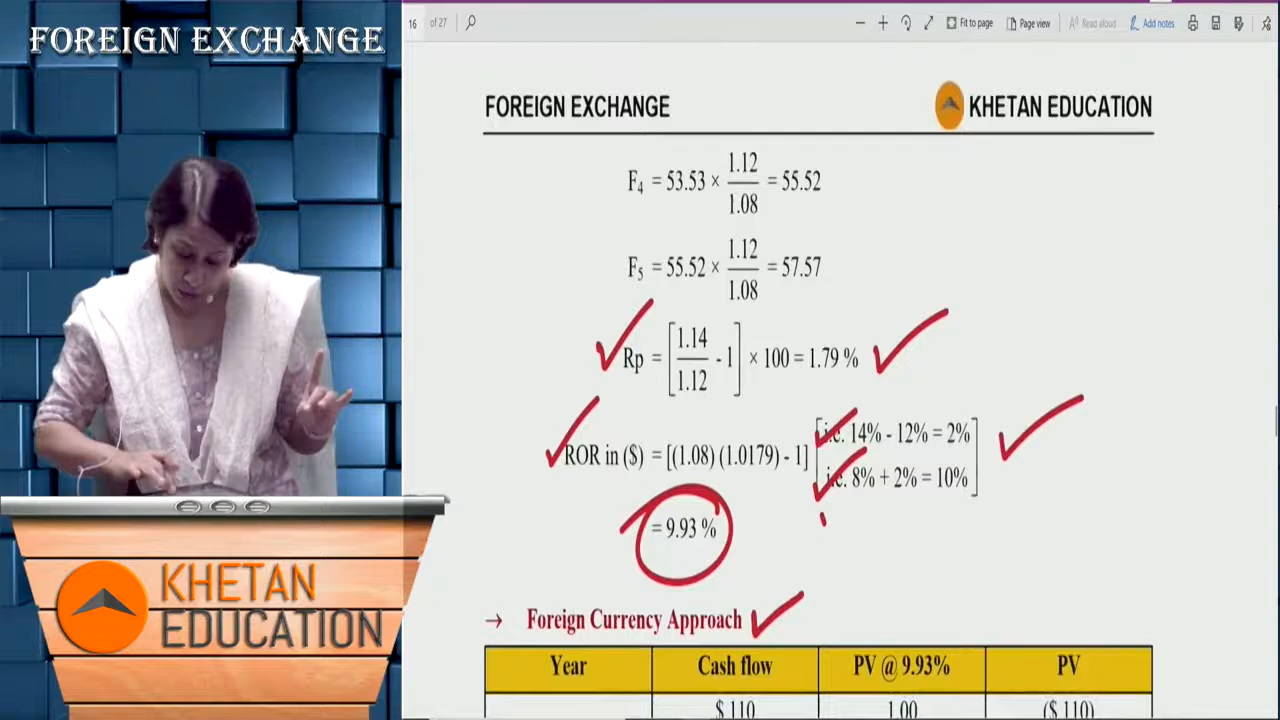 FOREIGN EXCHANGE
16 of 27
Fit to page
Page view
Read aloud
Add notes
FOREIGN EXCHANGE
KHETAN EDUCATION
F4 = 53.53 × 1.12 / 1.08 = 55.52
F5 = 55.52 × 1.12 / 1.08 = 57.57
Rp = [1.14 / 1.12 - 1] × 100 = 1.79 %
ROR in ($) = [(1.08) (1.0179) - 1] [i.e. 14% - 12% = 2%
i.e. 8% + 2% = 10%]
= 9.93 %
→ Foreign Currency Approach
Year Cash flow PV @ 9.93% PV
$ 110 1.00 ($ 110)
KHETAN
EDUCATION